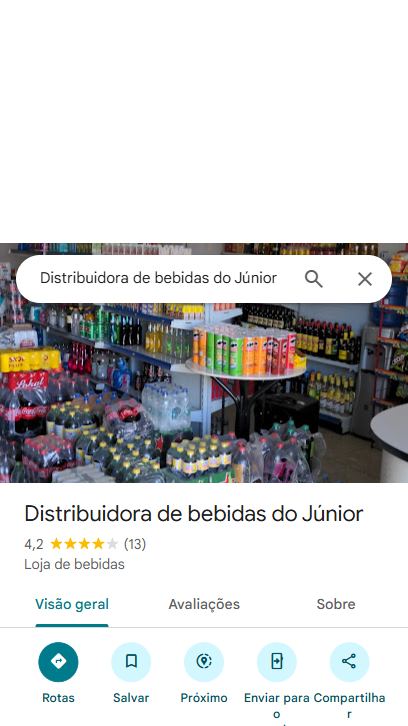 Distribuidora de bebidas do Júnior
Distribuidora de bebidas do Júnior
4,2 (13)
Loja de bebidas
Visão geral Avaliações Sobre
Rotas Salvar Próximo Enviar para o Compartilhar